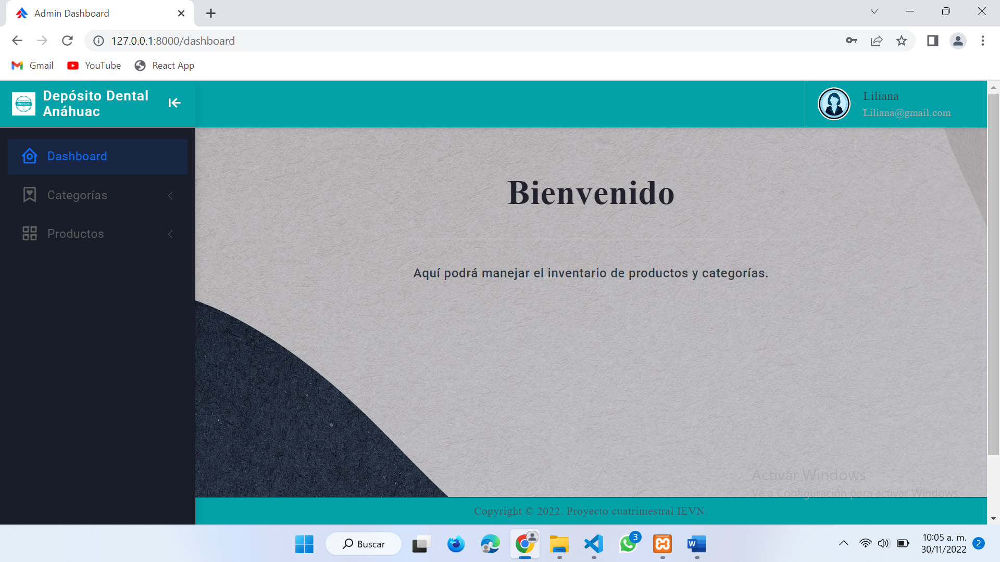 Admin Dashboard
127.0.0.1:8000/dashboard
Gmail
YouTube
React App
Depósito Dental
Anáhuac
Liliana
Liliana@gmail.com
Dashboard
Categorías
Productos
Bienvenido
Aquí podrá manejar el inventario de productos y categorías.
Activar Windows
Ve a Configuración para activar Windows.
Copyright © 2022. Proyecto cuatrimestral IEVN.
Buscar
3
W
10:05 a. m.
30/11/2022
2